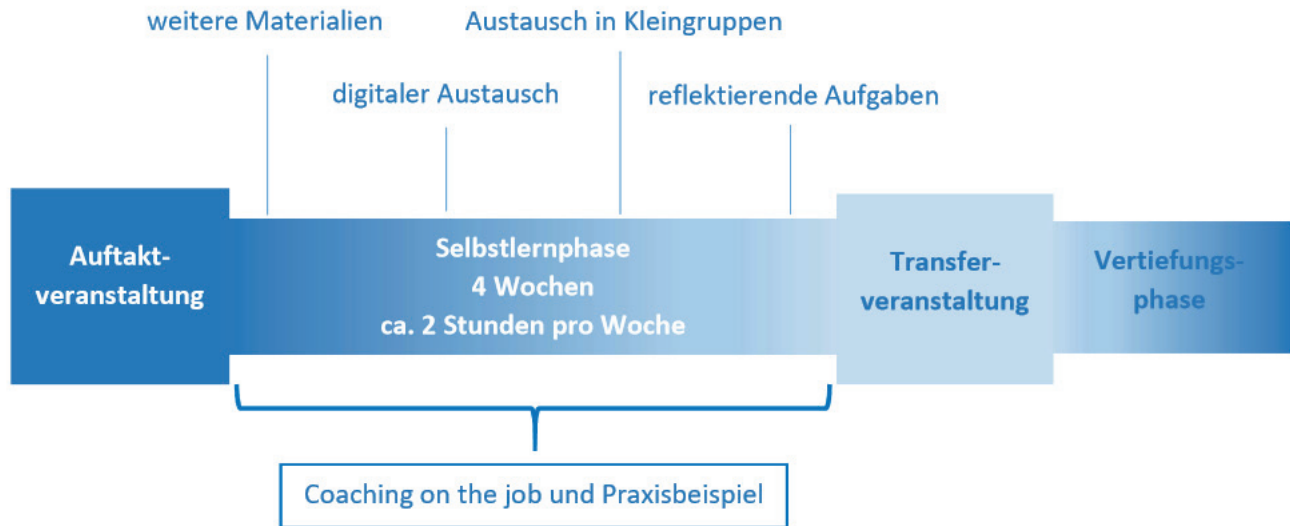 weitere Materialien
Austausch in Kleingruppen
digitaler Austausch
reflektierende Aufgaben
Auftakt-
veranstaltung
Selbstlernphase
4 Wochen
ca. 2 Stunden pro Woche
Transfer-
veranstaltung
Vertiefungs-
phase
Coaching on the job und Praxisbeispiel